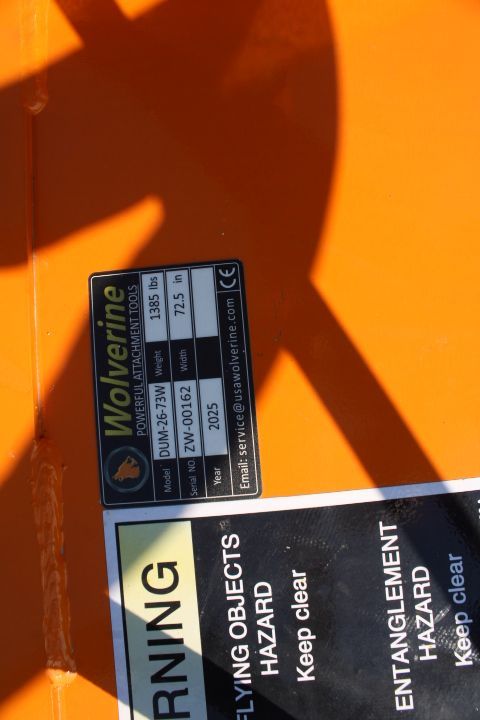 Wolverine
POWERFUL ATTACHMENT TOOLS
Model DUM-26-73W Weight 1385 lbs
Serial NO. ZW-00162 Width 72.5 in
Year 2025
Email: service@usawolverine.com CE
RNING
FLYING OBJECTS
HAZARD
Keep clear
ENTANGLEMENT
HAZARD
Keep clear